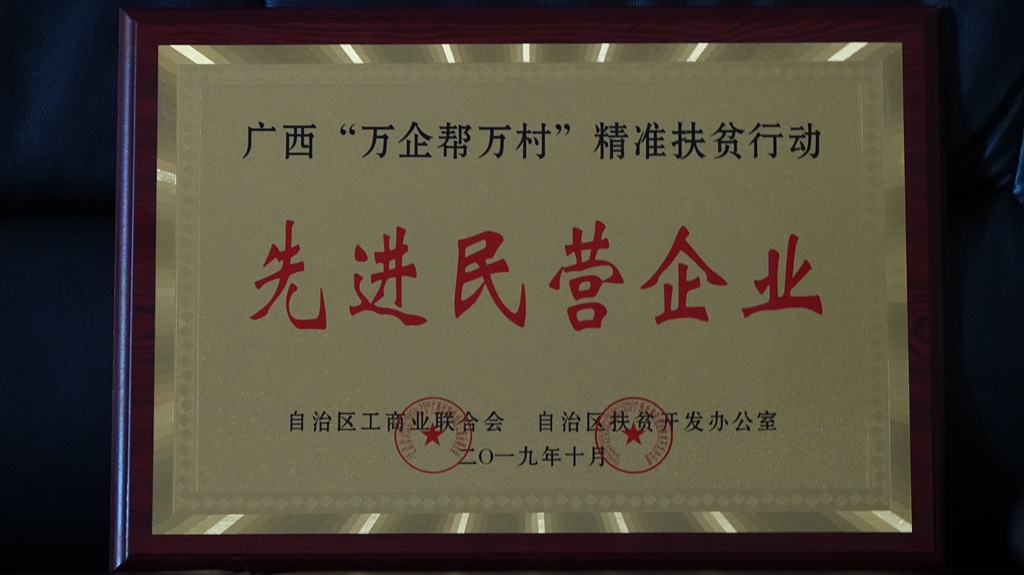 广西“万企帮万村”精准扶贫行动
先进民营企业
自治区工商业联合会 自治区扶贫开发办公室
二〇一九年十月